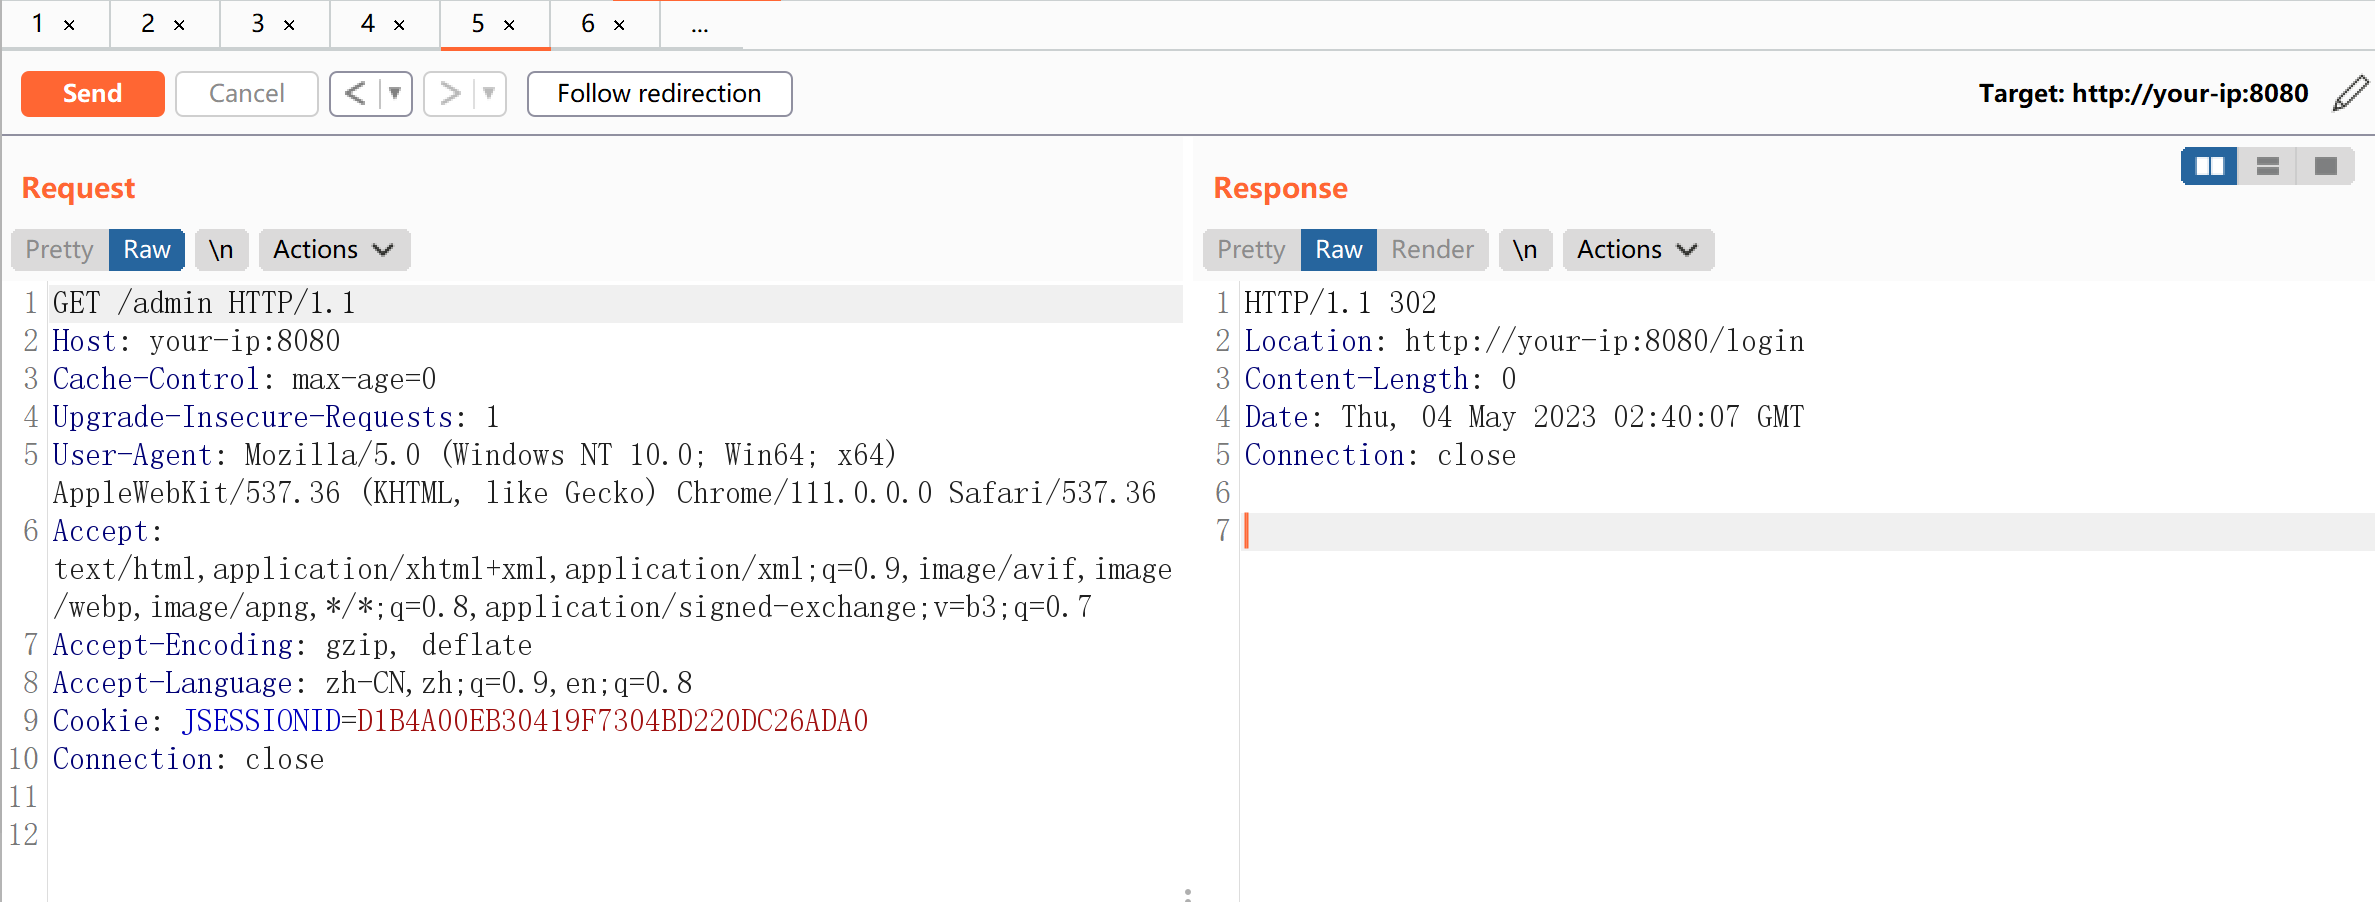 1 × 2 × 3 × 4 × 5 × 6 × ...
Send Cancel < > Follow redirection Target: http://your-ip:8080
Request
Pretty Raw \n Actions
1 GET /admin HTTP/1.1
2 Host: your-ip:8080
3 Cache-Control: max-age=0
4 Upgrade-Insecure-Requests: 1
5 User-Agent: Mozilla/5.0 (Windows NT 10.0; Win64; x64)
AppleWebKit/537.36 (KHTML, like Gecko) Chrome/111.0.0.0 Safari/537.36
6 Accept:
text/html,application/xhtml+xml,application/xml;q=0.9,image/avif,image
/webp,image/apng,*/*;q=0.8,application/signed-exchange;v=b3;q=0.7
7 Accept-Encoding: gzip, deflate
8 Accept-Language: zh-CN,zh;q=0.9,en;q=0.8
9 Cookie: JSESSIONID=D1B4A00EB30419F7304BD220DC26ADA0
10 Connection: close
11
12
Response
Pretty Raw Render \n Actions
1 HTTP/1.1 302
2 Location: http://your-ip:8080/login
3 Content-Length: 0
4 Date: Thu, 04 May 2023 02:40:07 GMT
5 Connection: close
6
7